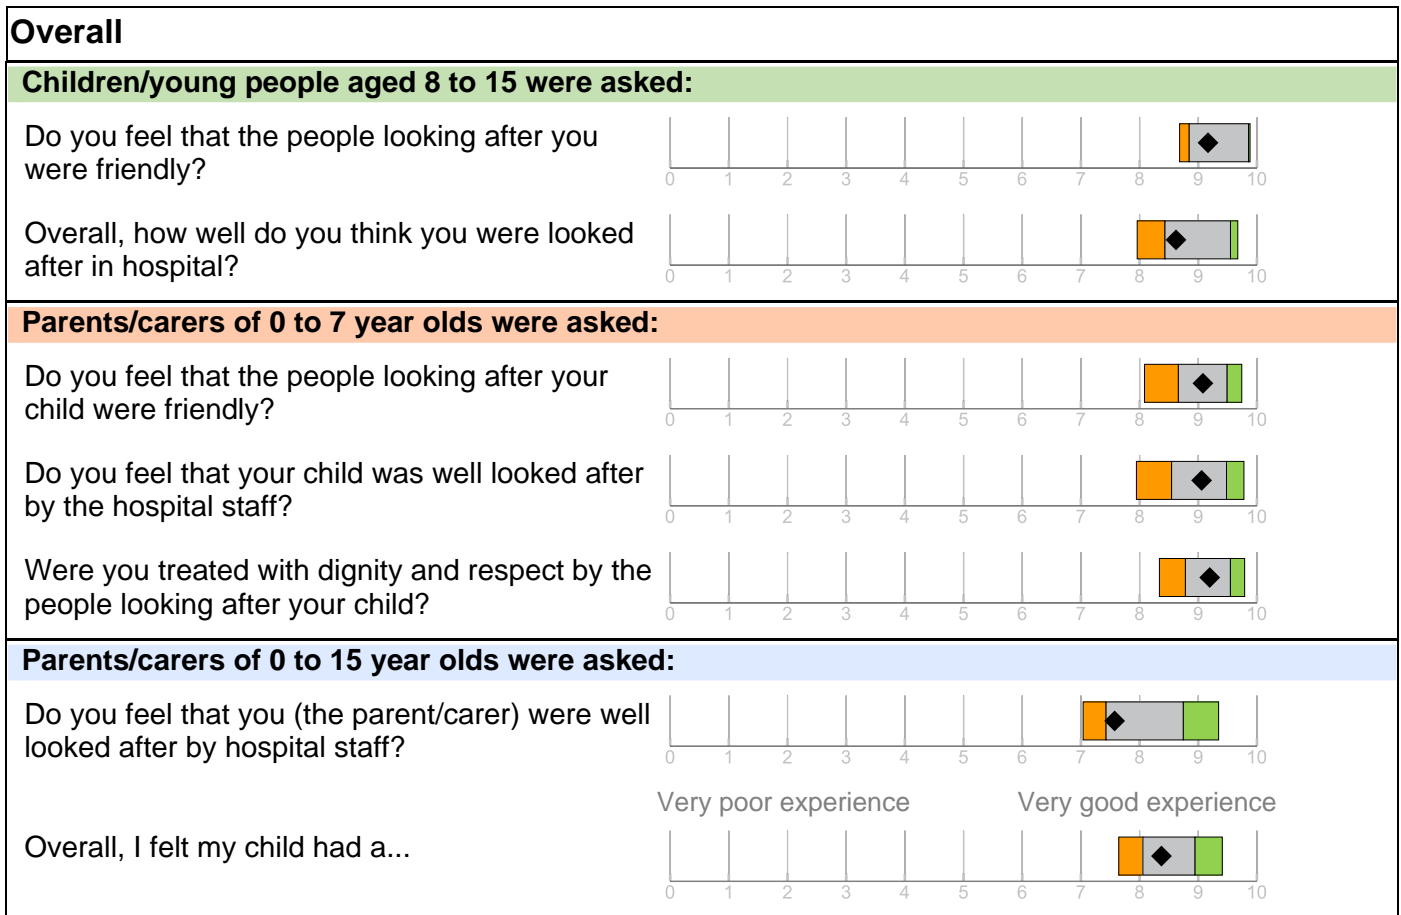 Overall
Children/young people aged 8 to 15 were asked:
Do you feel that the people looking after you
were friendly?
0 1 2 3 4 5 6 7 8 9 10
Overall, how well do you think you were looked
after in hospital?
0 1 2 3 4 5 6 7 8 9 10
Parents/carers of 0 to 7 year olds were asked:
Do you feel that the people looking after your
child were friendly?
0 1 2 3 4 5 6 7 8 9 10
Do you feel that your child was well looked after
by the hospital staff?
0 1 2 3 4 5 6 7 8 9 10
Were you treated with dignity and respect by the
people looking after your child?
0 1 2 3 4 5 6 7 8 9 10
Parents/carers of 0 to 15 year olds were asked:
Do you feel that you (the parent/carer) were well
looked after by hospital staff?
0 1 2 3 4 5 6 7 8 9 10
Very poor experience Very good experience
Overall, I felt my child had a...
0 1 2 3 4 5 6 7 8 9 10